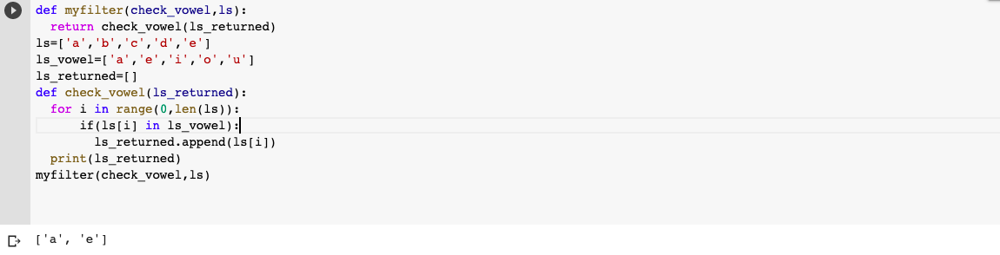 def myfilter(check_vowel,ls):
  return check_vowel(ls_returned)
ls=['a','b','c','d','e']
ls_vowel=['a','e','i','o','u']
ls_returned=[]
def check_vowel(ls_returned):
  for i in range(0,len(ls)):
      if(ls[i] in ls_vowel):
        ls_returned.append(ls[i])
  print(ls_returned)
myfilter(check_vowel,ls)
['a', 'e']